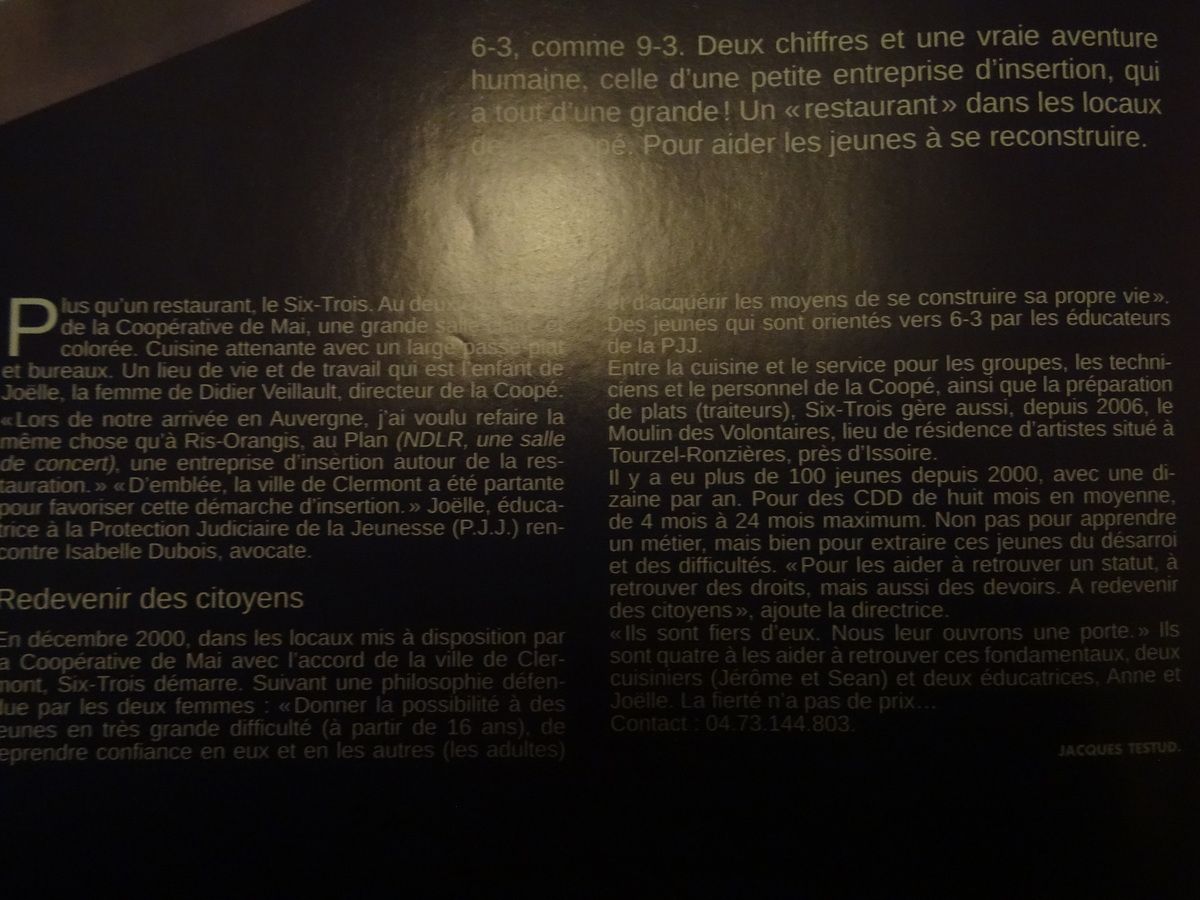 6-3, comme 9-3. Deux chiffres et une vraie aventure
humaine, celle d'une petite entreprise d'insertion, qui
a tout d'une grande! Un «restaurant» dans les locaux
de Coopé. Pour aider les jeunes à se reconstruire.
Plus qu'un restaurant, le Six-Trois. Au
de la Coopérative de Mai, une grande salle et
colorée. Cuisine attenante avec un large passe-plat
et bureaux. Un lieu de vie et de travail qui est l'enfant de
Joëlle, la femme de Didier Veillault, directeur de la Coopé.
«Lors de notre arrivée en Auvergne, j'ai voulu refaire la
même chose qu'à Ris-Orangis, au Plan (NDLR, une salle
de concert), une entreprise d'insertion autour de la res-
tauration.» «D'emblée, la ville de Clermont a été partante
pour favoriser cette démarche d'insertion.» Joëlle, éduca-
trice à la Protection Judiciaire de la Jeunesse (P.J.J.) ren-
contre Isabelle Dubois, avocate.
Redevenir des citoyens
En décembre 2000, dans les locaux mis à disposition par
la Coopérative de Mai avec l'accord de la ville de Cler-
mont, Six-Trois démarre. Suivant une philosophie défen-
due par les deux femmes : «Donner la possibilité à des
jeunes en très grande difficulté (à partir de 16 ans), de
reprendre confiance en eux et en les autres (les adultes)
et d'acquérir les moyens de se construire sa propre vie».
Des jeunes qui sont orientés vers 6-3 par les éducateurs
de la PJJ.
Entre la cuisine et le service pour les groupes, les techni-
ciens et le personnel de la Coopé, ainsi que la préparation
de plats (traiteurs), Six-Trois gère aussi, depuis 2006, le
Moulin des Volontaires, lieu de résidence d'artistes situé à
Tourzel-Ronzières, près d'Issoire.
Il y a eu plus de 100 jeunes depuis 2000, avec une di-
zaine par an. Pour des CDD de huit mois en moyenne,
de 4 mois à 24 mois maximum. Non pas pour apprendre
un métier, mais bien pour extraire ces jeunes du désarroi
et des difficultés. «Pour les aider à retrouver un statut, à
retrouver des droits, mais aussi des devoirs. A redevenir
des citoyens», ajoute la directrice.
«Ils sont fiers d'eux. Nous leur ouvrons une porte.» Ils
sont quatre à les aider à retrouver ces fondamentaux, deux
cuisiniers (Jérôme et Sean) et deux éducatrices, Anne et
Joëlle. La fierté n'a pas de prix...
Contact : 04.73.144.803.
JACQUES TESTUD.